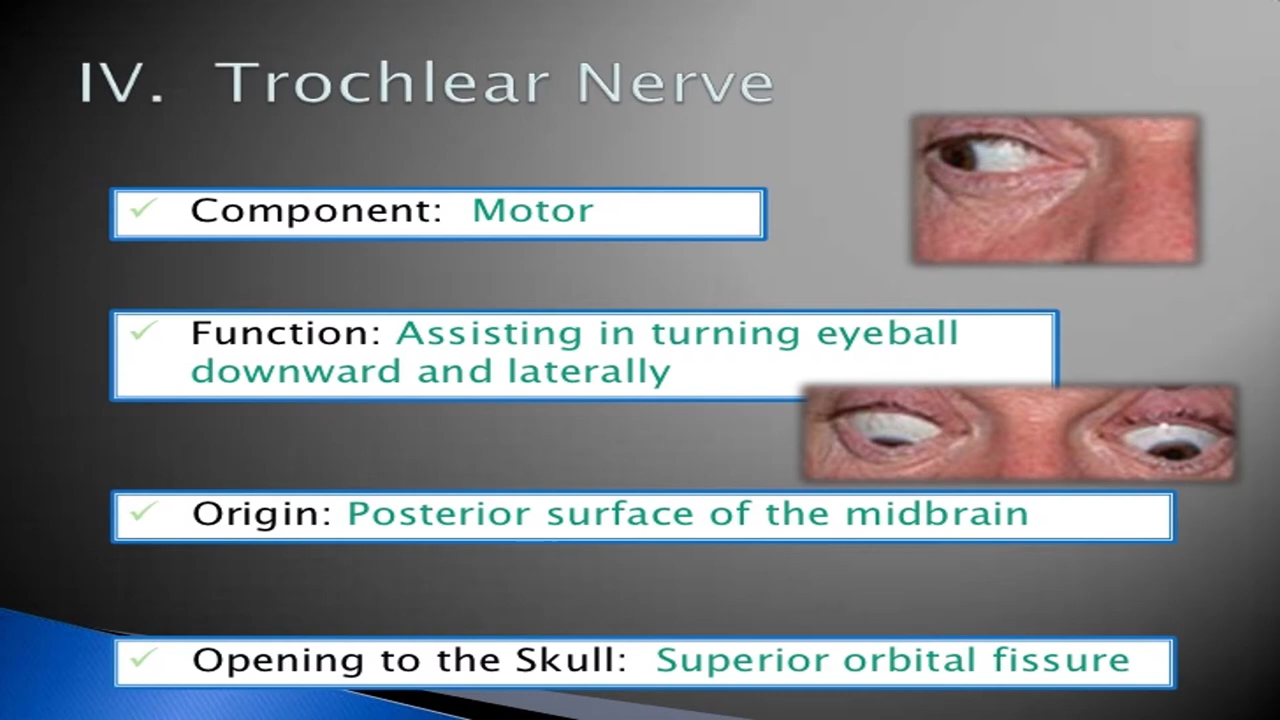 IV. Trochlear Nerve
✓ Component: Motor
✓ Function: Assisting in turning eyeball
downward and laterally
✓ Origin: Posterior surface of the midbrain
✓ Opening to the Skull: Superior orbital fissure